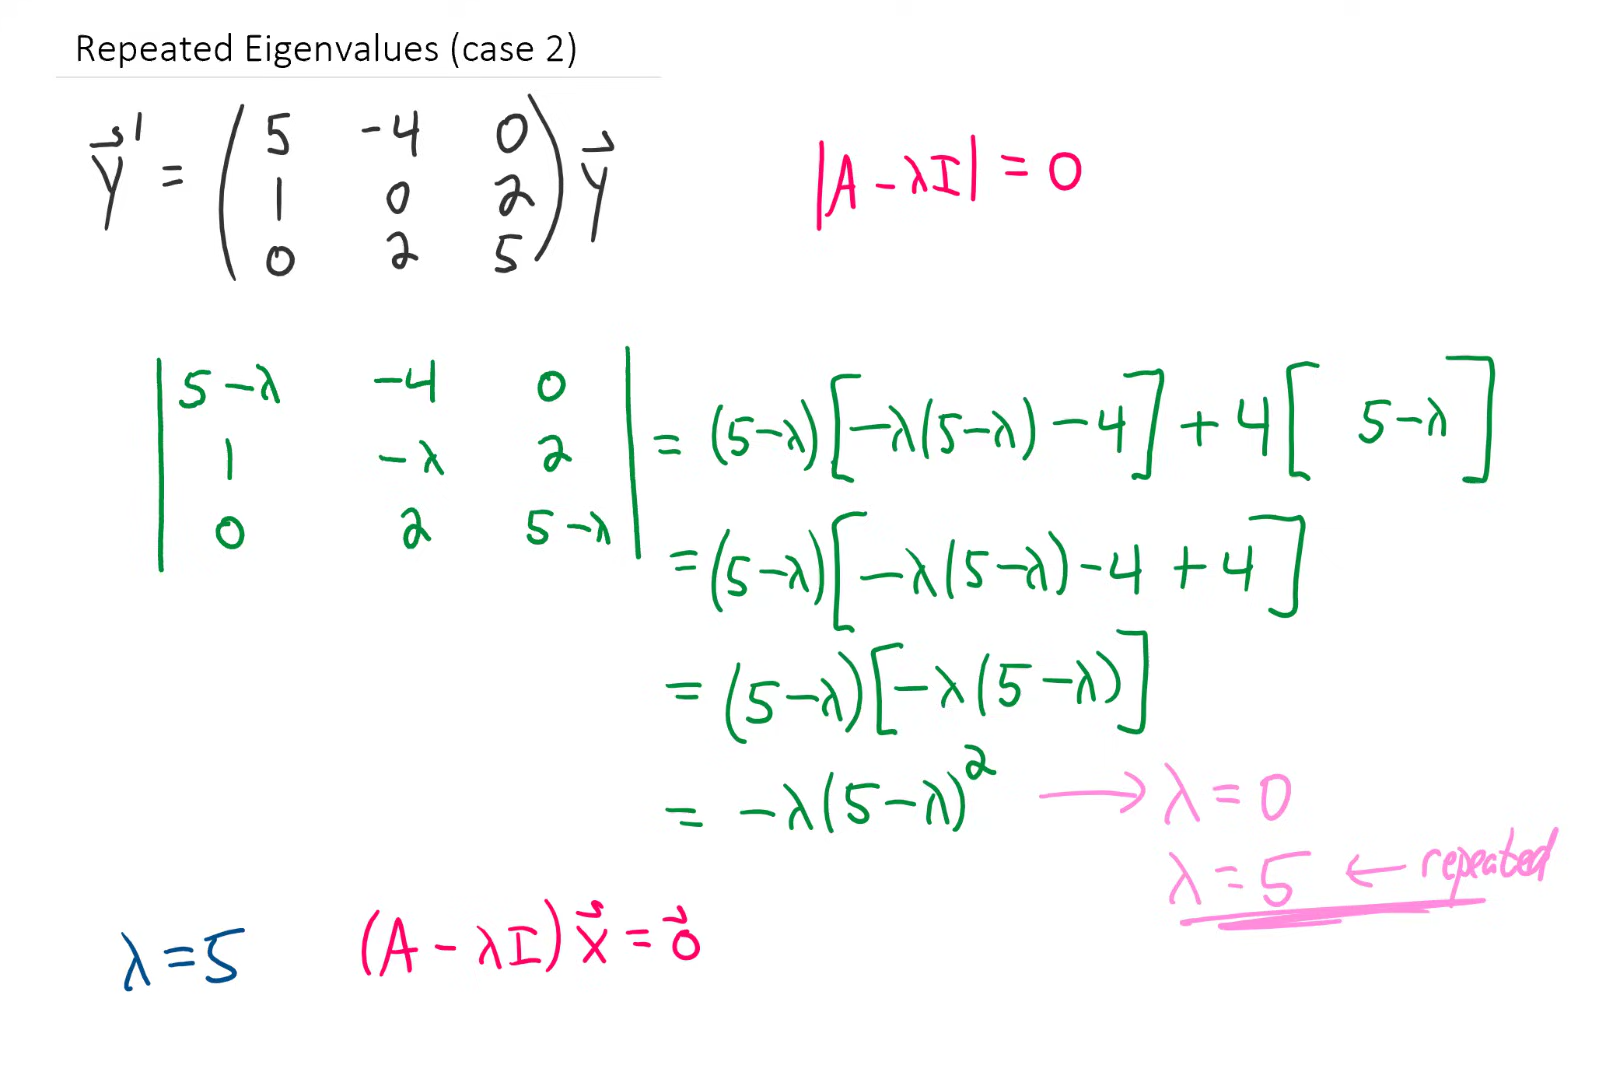 Repeated Eigenvalues (case 2)
y⃗' = ( 5 -4 0
1 0 2
0 2 5 ) y⃗
|A - λI| = 0
| 5-λ -4 0
1 -λ 2
0 2 5-λ |
= (5-λ)[-λ(5-λ) - 4] + 4[ 5-λ ]
= (5-λ)[-λ(5-λ) - 4 + 4]
= (5-λ)[-λ(5-λ)]
= -λ(5-λ)² → λ = 0
λ = 5 ← repeated
λ = 5 (A - λI) x⃗ = 0⃗